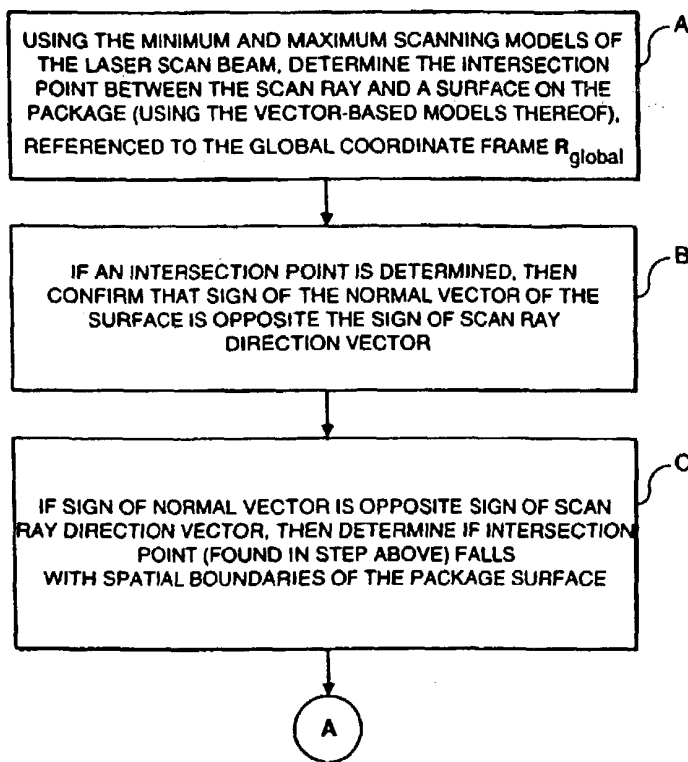 A
USING THE MINIMUM AND MAXIMUM SCANNING MODELS OF
THE LASER SCAN BEAM, DETERMINE THE INTERSECTION
POINT BETWEEN THE SCAN RAY AND A SURFACE ON THE
PACKAGE (USING THE VECTOR-BASED MODELS THEREOF),
REFERENCED TO THE GLOBAL COORDINATE FRAME Rglobal
B
IF AN INTERSECTION POINT IS DETERMINED, THEN
CONFIRM THAT SIGN OF THE NORMAL VECTOR OF THE
SURFACE IS OPPOSITE THE SIGN OF SCAN RAY
DIRECTION VECTOR
C
IF SIGN OF NORMAL VECTOR IS OPPOSITE SIGN OF SCAN
RAY DIRECTION VECTOR, THEN DETERMINE IF INTERSECTION
POINT (FOUND IN STEP ABOVE) FALLS
WITH SPATIAL BOUNDARIES OF THE PACKAGE SURFACE
A